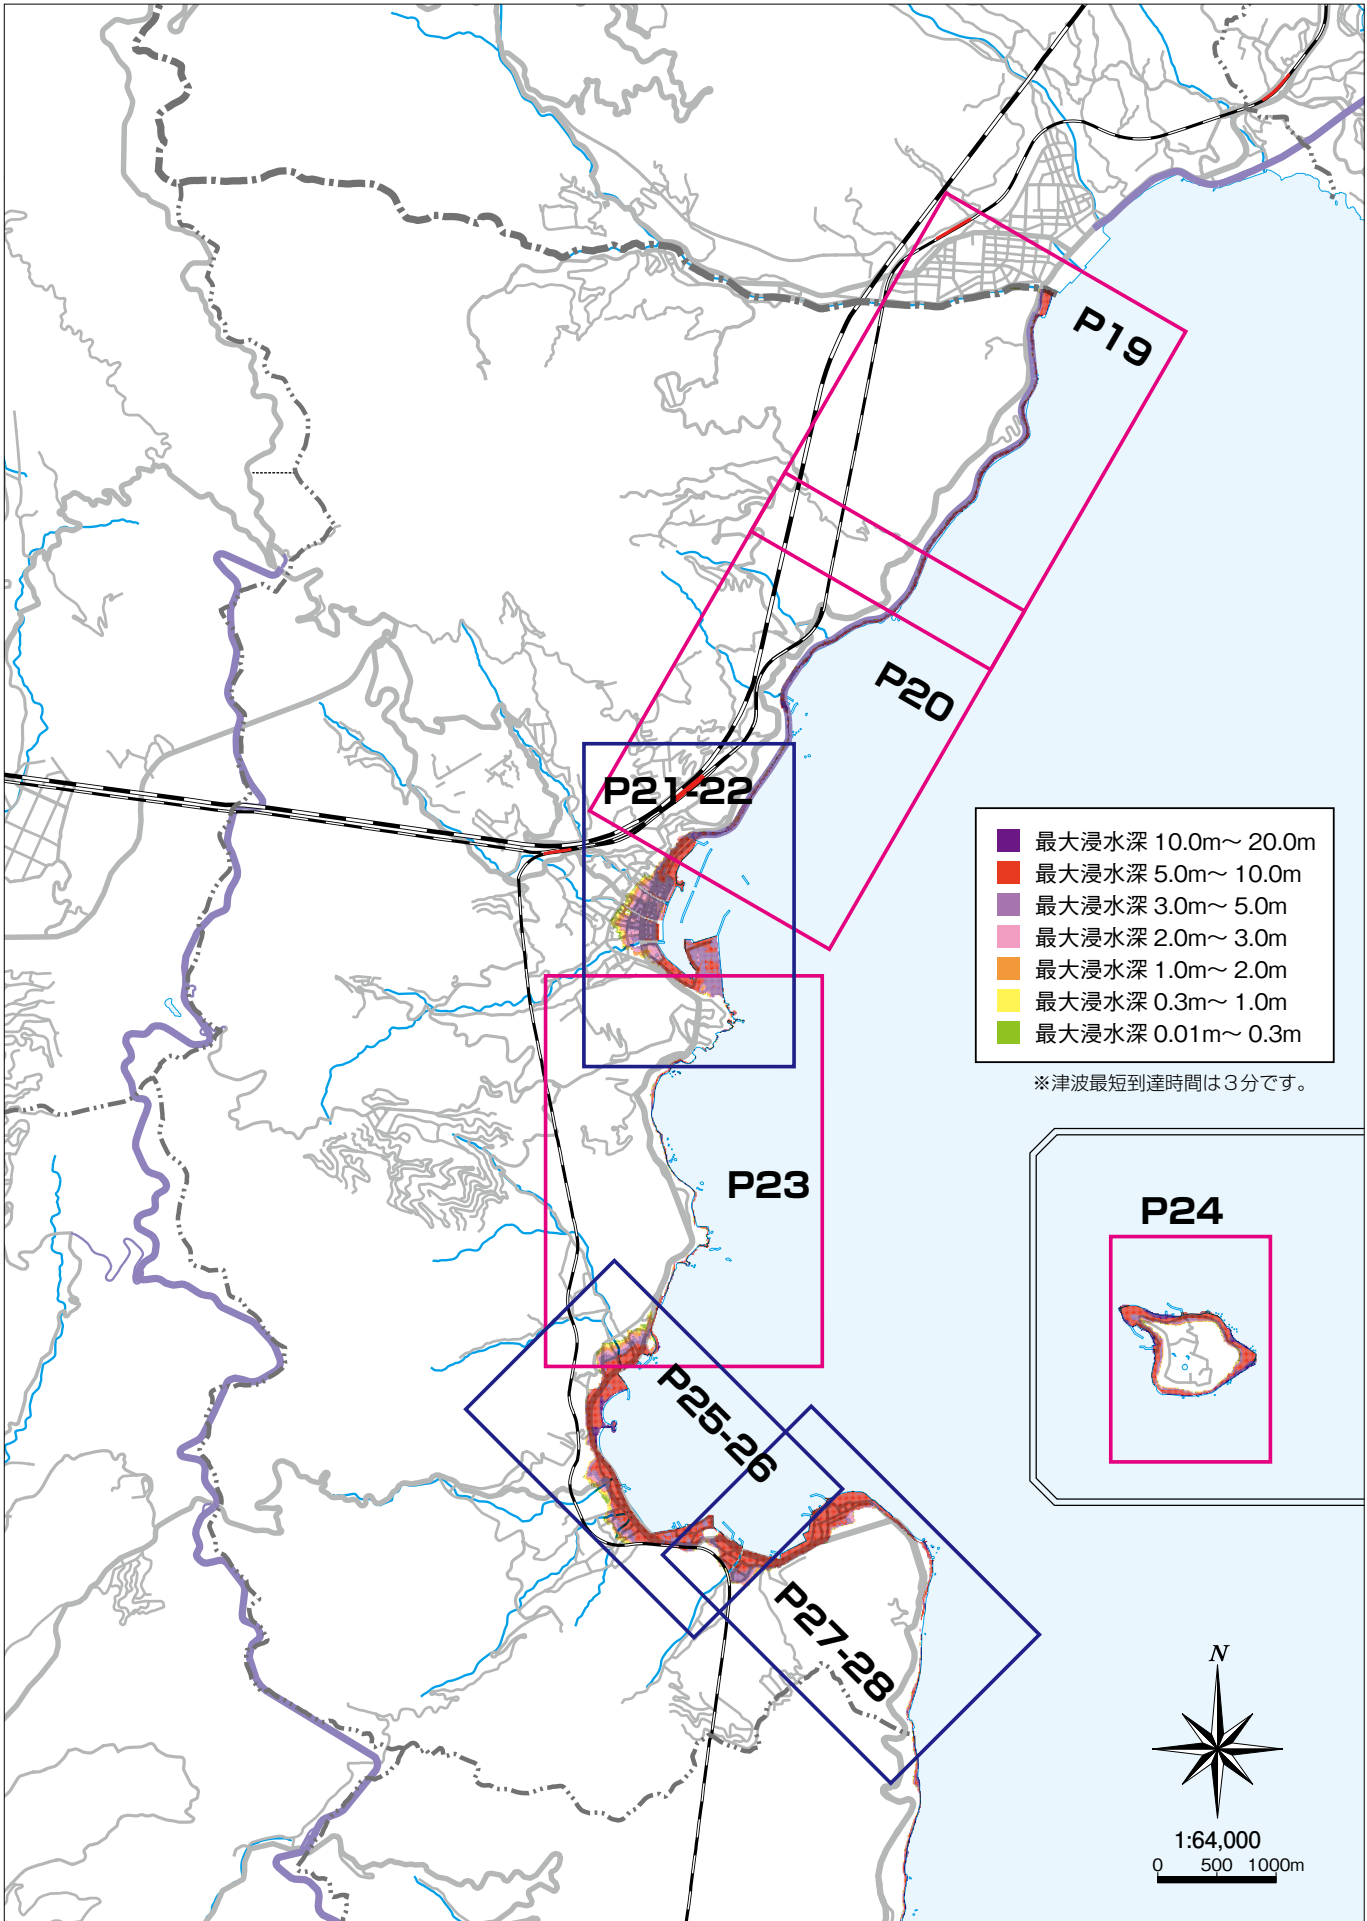 P19
P20
P21-22
最大浸水深 10.0m〜 20.0m
最大浸水深 5.0m〜 10.0m
最大浸水深 3.0m〜 5.0m
最大浸水深 2.0m〜 3.0m
最大浸水深 1.0m〜 2.0m
最大浸水深 0.3m〜 1.0m
最大浸水深 0.01m〜 0.3m
※津波最短到達時間は３分です。
P23
P24
P25-26
P27-28
N
1:64,000
0 500 1000m